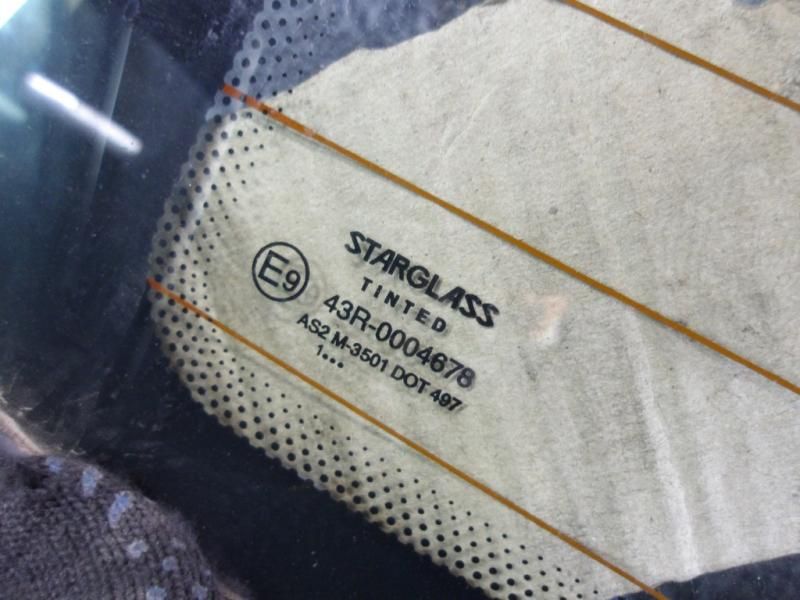 STARGLASS
TINTED
E9
43R-0004678
AS2 M-3501 DOT 497
1•••